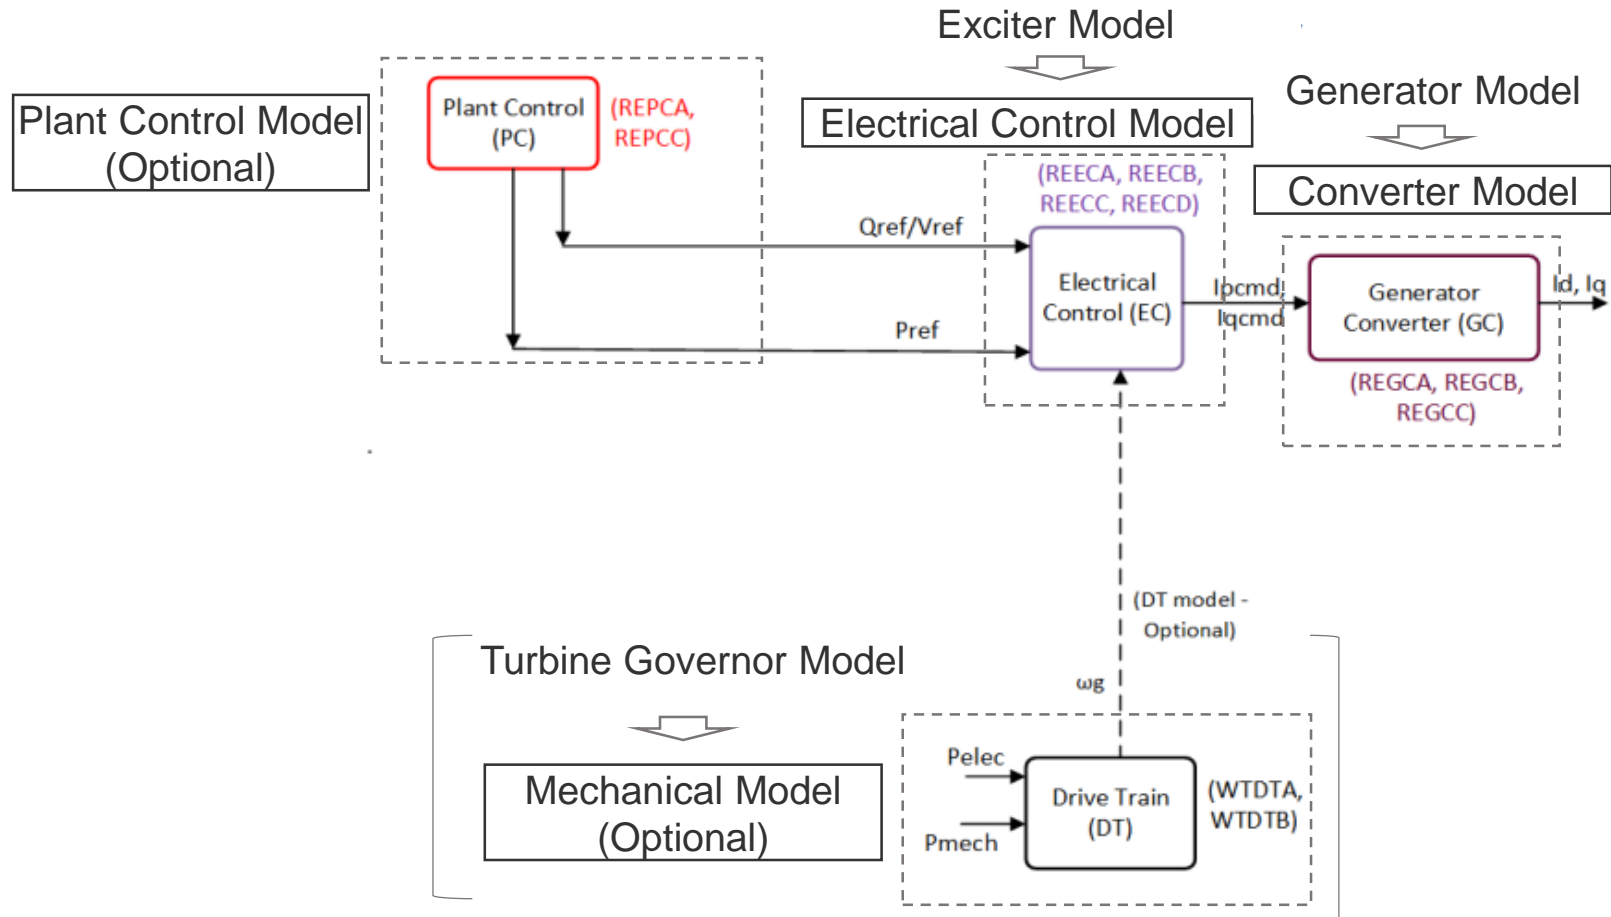 Exciter Model
Plant Control Model
(Optional)
Plant Control
(PC)
(REPCA,
REPCC)
Electrical Control Model
Generator Model
Converter Model
(REECA, REECB,
REECC, REECD)
Qref/Vref
Pref
Electrical
Control (EC)
Ipcmd,
Iqcmd
Generator
Converter (GC)
Id, Iq
(REGCA, REGCB,
REGCC)
(DT model -
Optional)
ωg
Turbine Governor Model
Mechanical Model
(Optional)
Pelec
Pmech
Drive Train
(DT)
(WTDTA,
WTDTB)